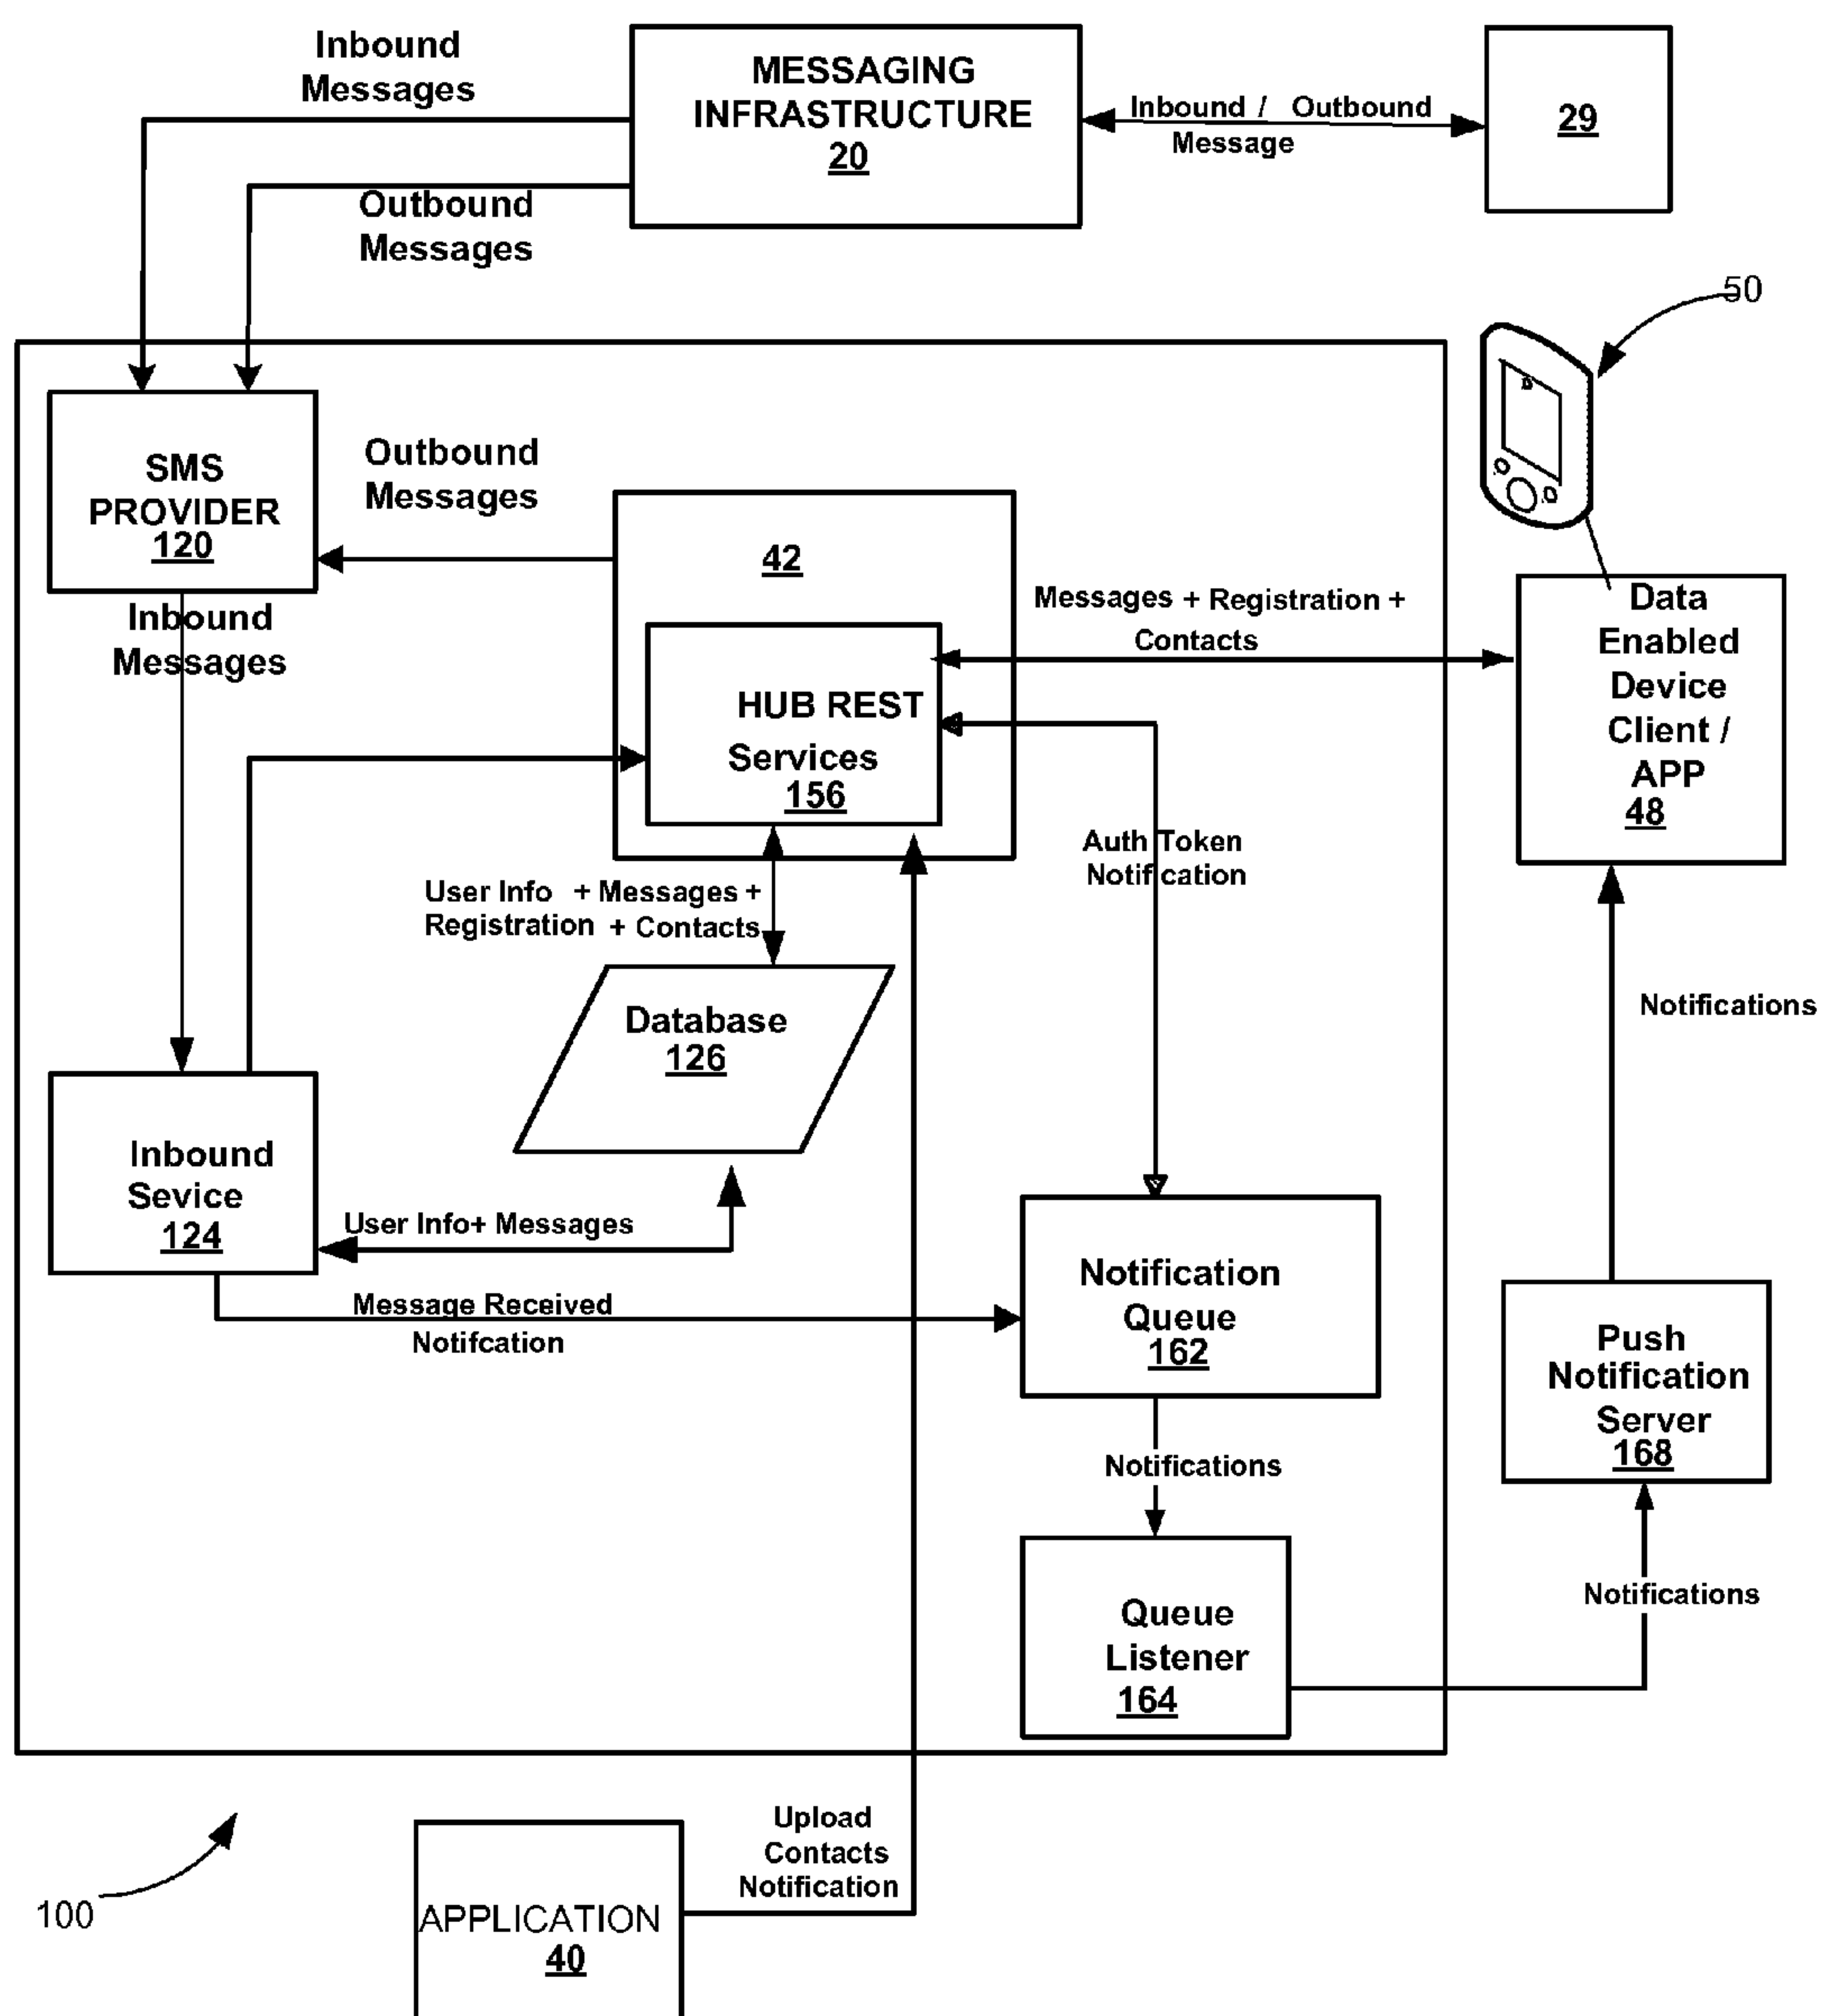 Inbound
Messages
MESSAGING
INFRASTRUCTURE
20
Inbound / Outbound
Message
29
Outbound
Messages
50
SMS
PROVIDER
120
Outbound
Messages
42
Inbound
Messages
Messages + Registration +
Contacts
HUB REST
Services
156
Data
Enabled
Device
Client /
APP
48
Auth Token
Notification
User Info + Messages +
Registration + Contacts
Notifications
Database
126
Inbound
Sevice
124
User Info+ Messages
Message Received
Notifcation
Notification
Queue
162
Push
Notification
Server
168
Notifications
Notifications
Queue
Listener
164
Upload
Contacts
Notification
100
APPLICATION
40